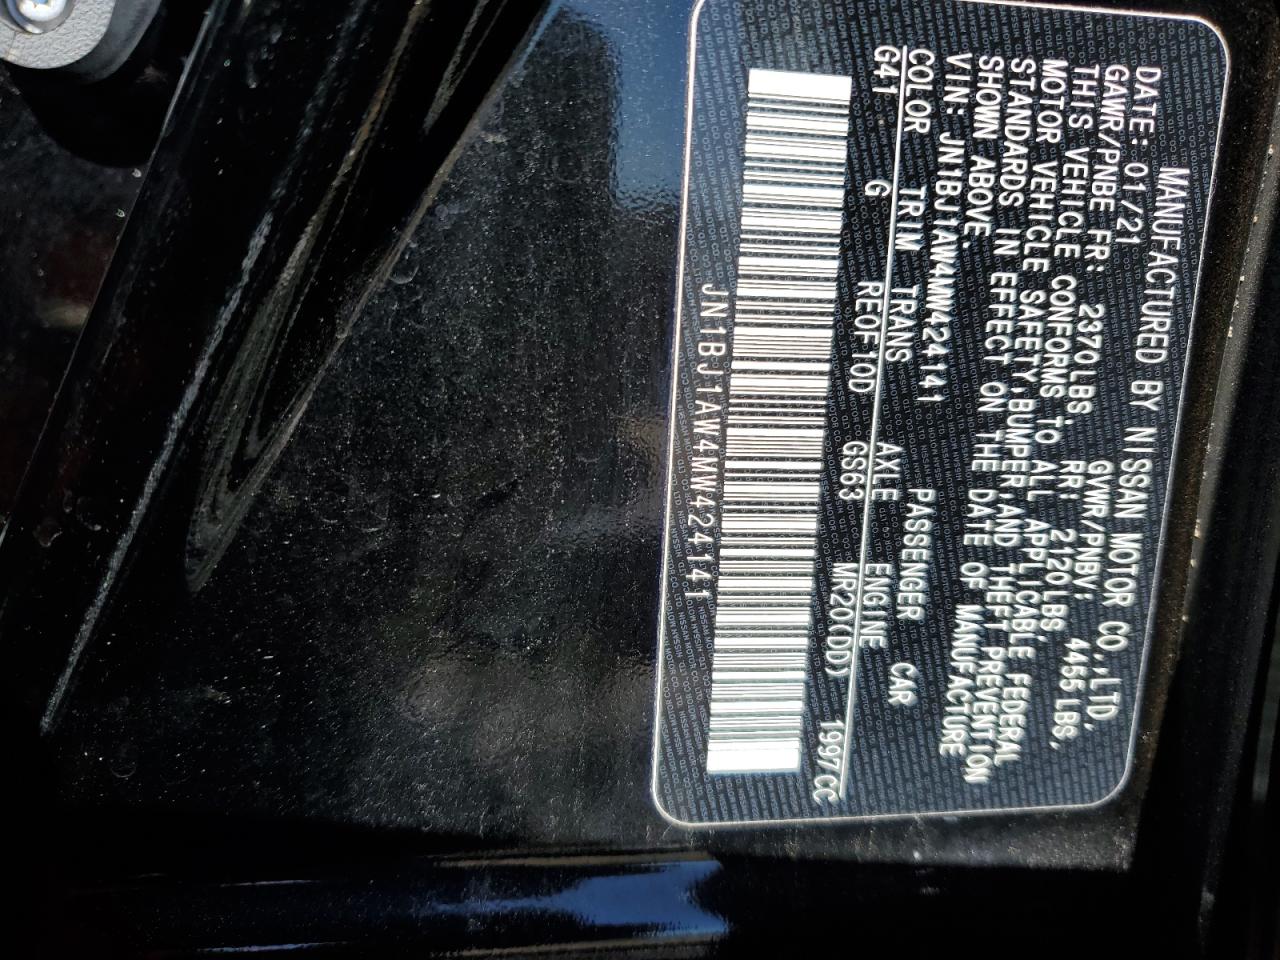 MANUFACTURED BY NISSAN MOTOR CO.,LTD.
DATE: 01/21 GVWR/PNBV: 4455 LBS,
GAWR/PNBE FR: 2370 LBS, RR: 2120 LBS,
THIS VEHICLE CONFORMS TO ALL APPLICABLE FEDERAL
MOTOR VEHICLE SAFETY,BUMPER,AND THEFT PREVENTION
STANDARDS IN EFFECT ON THE DATE OF MANUFACTURE
SHOWN ABOVE.
VIN: JN1BJ1AW4MW424141 PASSENGER CAR
COLOR TRIM TRANS AXLE ENGINE
G41 G RE0F10D GS63 MR20(DD) 1997CC
JN1BJ1AW4MW424141